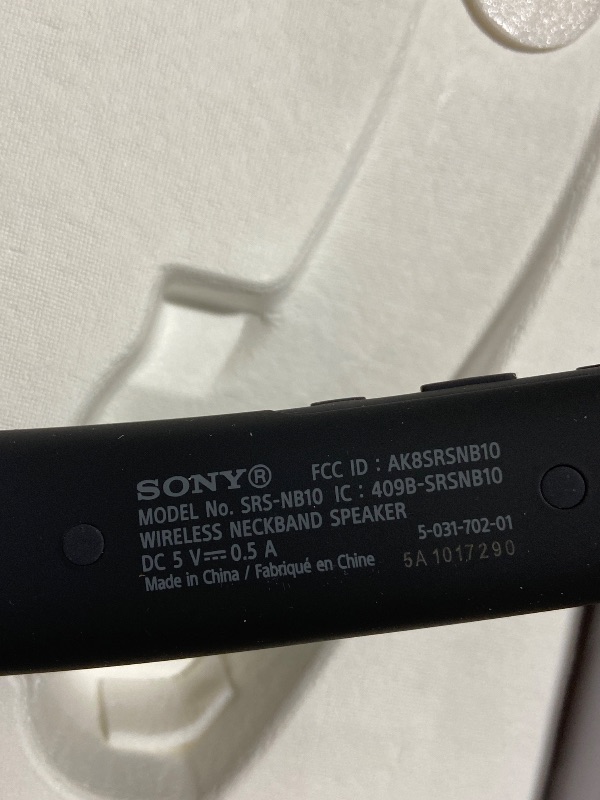 SONY® FCC ID : AK8SRSNB10
MODEL No. SRS-NB10 IC : 409B-SRSNB10
WIRELESS NECKBAND SPEAKER
DC 5 V⎓0.5 A 5-031-702-01
Made in China / Fabriqué en Chine 5A 1017290